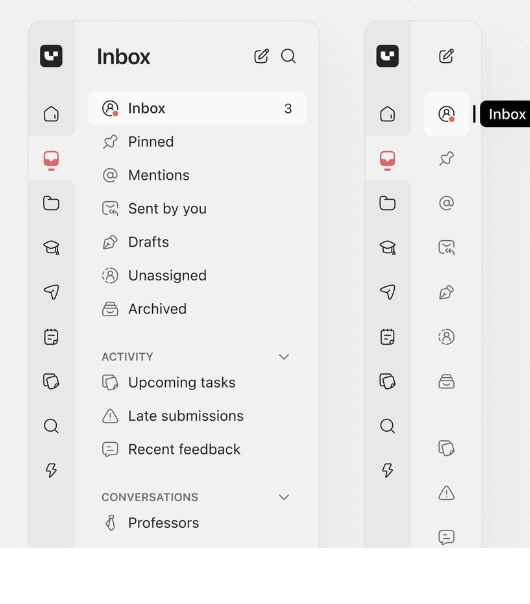 Inbox
Inbox 3
Inbox
Pinned
Mentions
Sent by you
Drafts
Unassigned
Archived
ACTIVITY
Upcoming tasks
Late submissions
Recent feedback
CONVERSATIONS
Professors